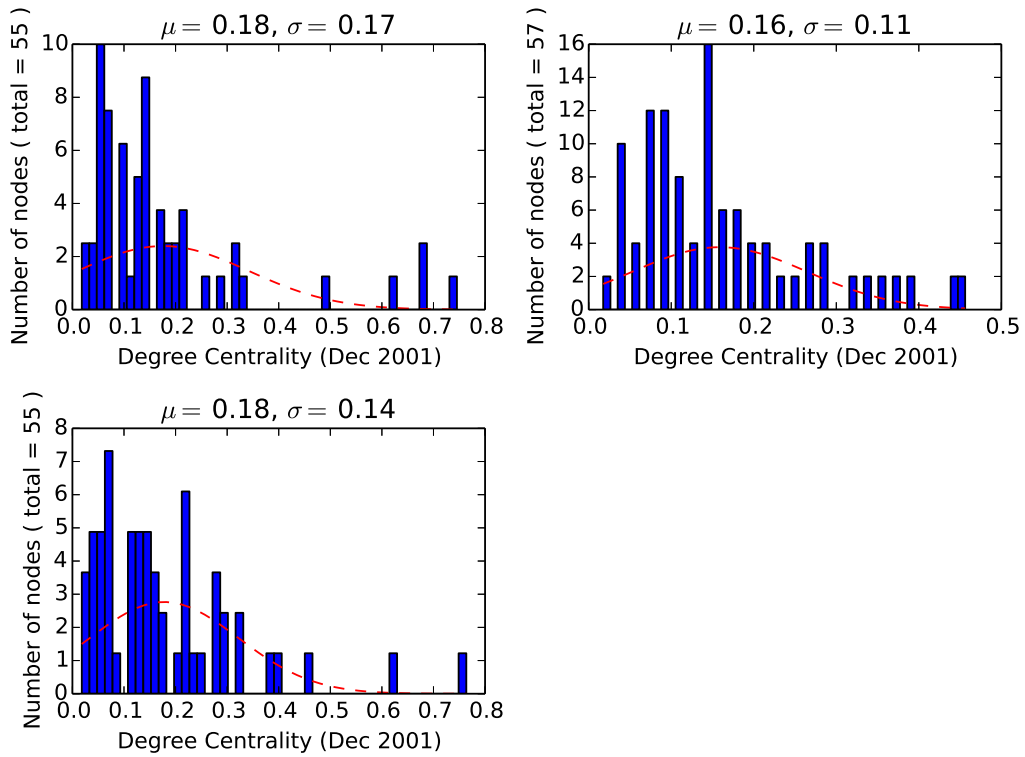 μ = 0.18, σ = 0.17
Number of nodes ( total = 55 )
10
8
6
4
2
0
0.0 0.1 0.2 0.3 0.4 0.5 0.6 0.7 0.8
Degree Centrality (Dec 2001)
μ = 0.16, σ = 0.11
Number of nodes ( total = 57 )
16
14
12
10
8
6
4
2
0
0.0 0.1 0.2 0.3 0.4 0.5
Degree Centrality (Dec 2001)
μ = 0.18, σ = 0.14
Number of nodes ( total = 55 )
8
7
6
5
4
3
2
1
0
0.0 0.1 0.2 0.3 0.4 0.5 0.6 0.7 0.8
Degree Centrality (Dec 2001)